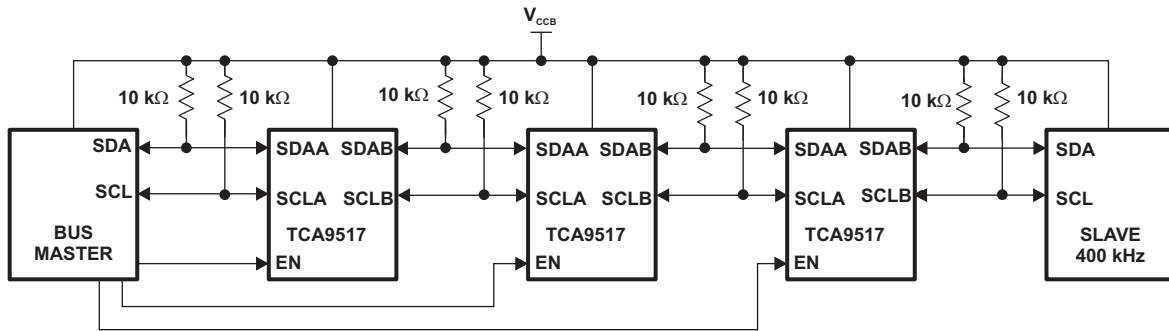 V_CCB
10 kΩ 10 kΩ 10 kΩ 10 kΩ 10 kΩ 10 kΩ 10 kΩ 10 kΩ
SDA SDAA SDAB SDAA SDAB SDAA SDAB SDA
SCL SCLA SCLB SCLA SCLB SCLA SCLB SCL
BUS MASTER
TCA9517
TCA9517
TCA9517
SLAVE
400 kHz
EN EN EN